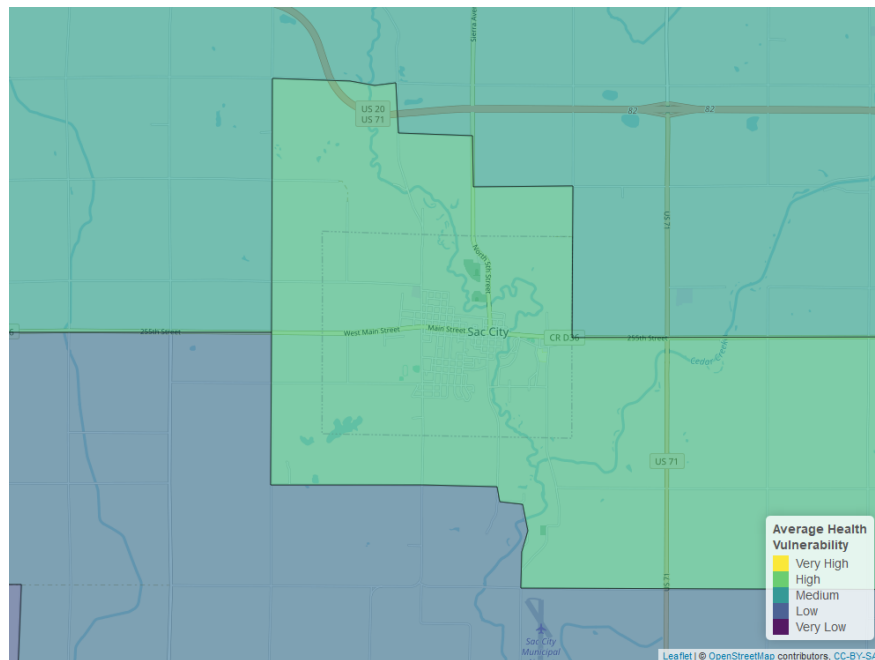 Sierra Ave
US 20
US 71
82
82
US 71
North 5th Street
255th Street
West Main Street
Main Street
Sac City
CR D36
255th Street
Cedar Creek
US 71
US 71
Average Health
Vulnerability
Very High
High
Medium
Low
Very Low
Sac City
Municipal
Leaflet | © OpenStreetMap contributors, CC-BY-SA